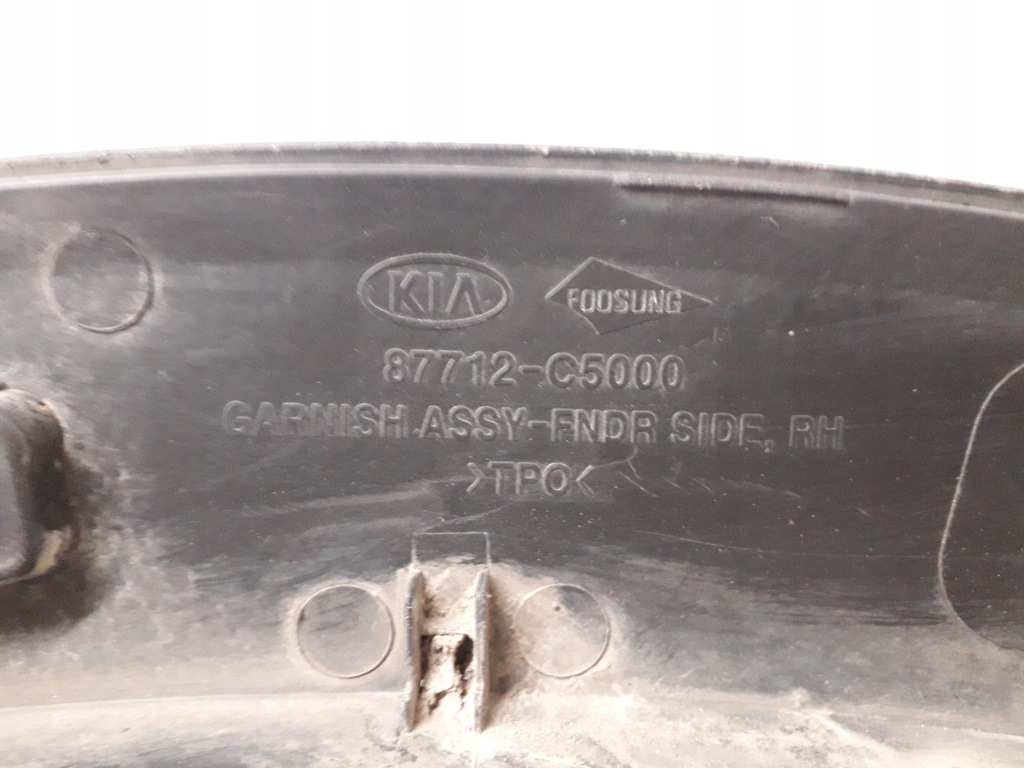 KIA FOOSUNG
87712-C5000
GARNISH ASSY-FNDR SIDE, RH
>TPO<